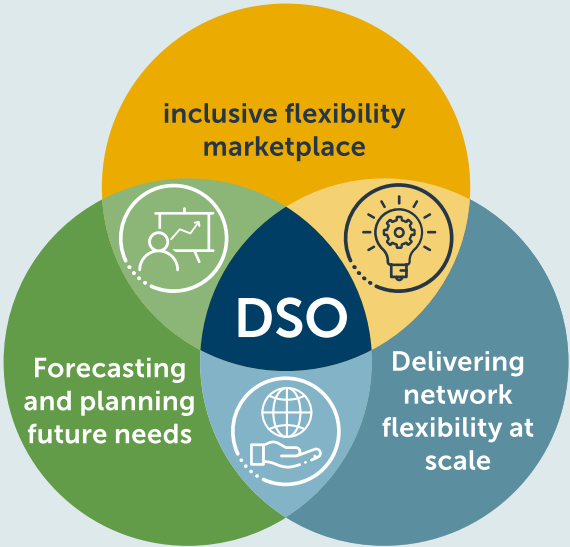 inclusive flexibility
marketplace
DSO
Forecasting
and planning
future needs
Delivering
network
flexibility at
scale